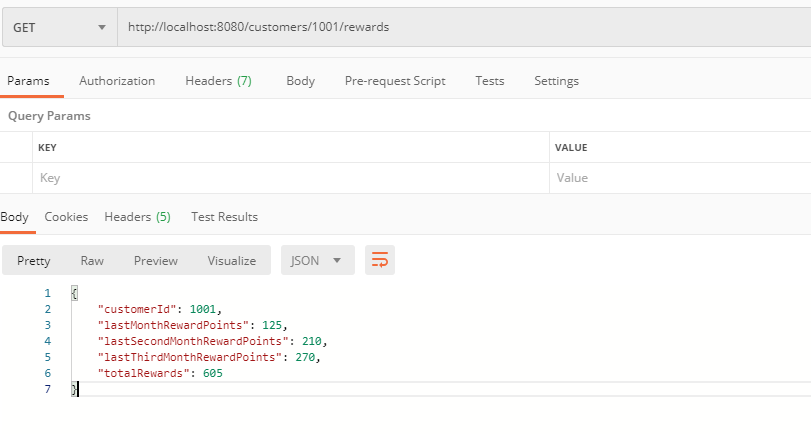 GET http://localhost:8080/customers/1001/rewards
Params Authorization Headers (7) Body Pre-request Script Tests Settings
Query Params
KEY VALUE
Key Value
Body Cookies Headers (5) Test Results
Pretty Raw Preview Visualize JSON
1 {
2 "customerId": 1001,
3 "lastMonthRewardPoints": 125,
4 "lastSecondMonthRewardPoints": 210,
5 "lastThirdMonthRewardPoints": 270,
6 "totalRewards": 605
7 }